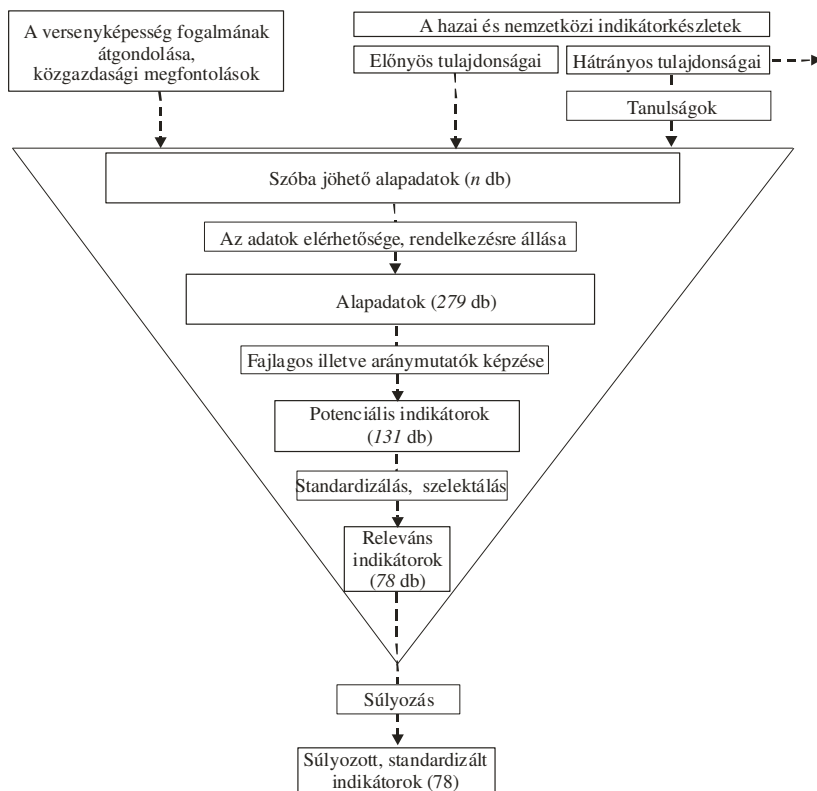 A versenyképesség fogalmának
átgondolása,
közgazdasági megfontolások
A hazai és nemzetközi indikátorkészletek
Előnyös tulajdonságai
Hátrányos tulajdonságai
Tanulságok
Szóba jöhető alapadatok (n db)
Az adatok elérhetősége, rendelkezésre állása
Alapadatok (279 db)
Fajlagos illetve aránymutatók képzése
Potenciális indikátorok
(131 db)
Standardizálás, szelektálás
Releváns
indikátorok
(78 db)
Súlyozás
Súlyozott, standardizált
indikátorok (78)